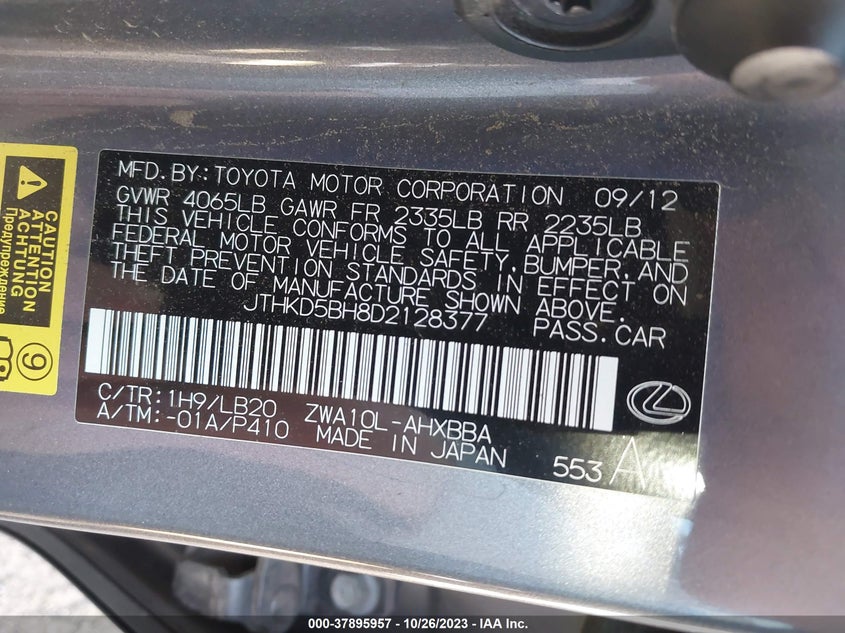 CAUTION
ATTENTION
ACHTUNG
Предупреждение
9
MFD.BY: TOYOTA MOTOR CORPORATION 09/12
GVWR 4065LB GAWR FR 2335LB RR 2235LB
THIS VEHICLE CONFORMS TO ALL APPLICABLE
FEDERAL MOTOR VEHICLE SAFETY,BUMPER,AND
THEFT PREVENTION STANDARDS IN EFFECT ON
THE DATE OF MANUFACTURE SHOWN ABOVE.
JTHKD5BH8D2128377 PASS.CAR
C/TR:1H9/LB20 ZWA10L-AHXBBA
A/TM:-01A/P410 MADE IN JAPAN
553 A
000-37895957 - 10/26/2023 - IAA Inc.